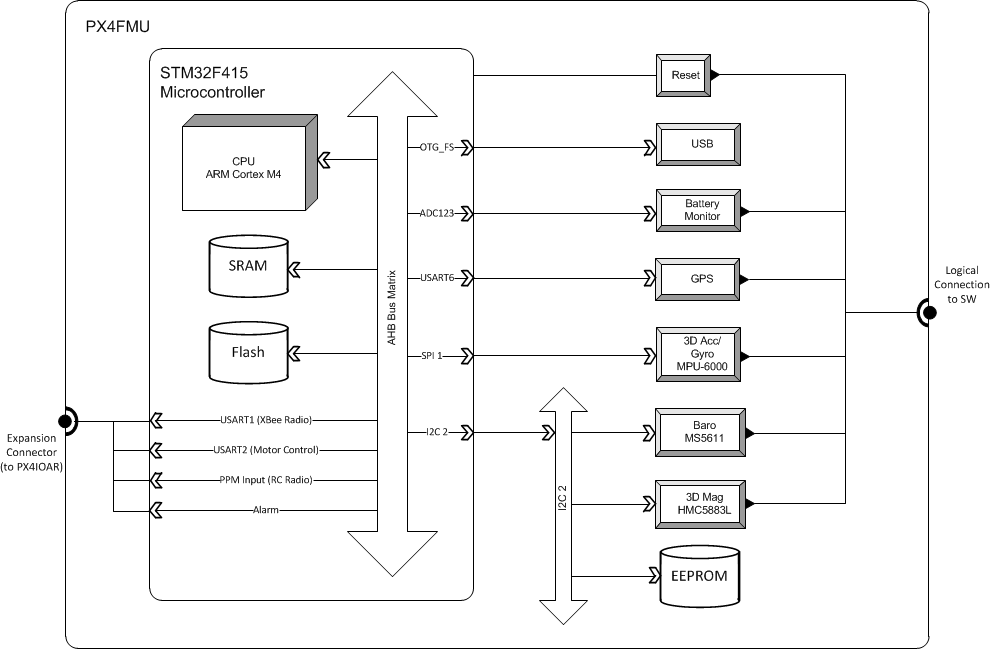 PX4FMU
STM32F415
Microcontroller
CPU
ARM Cortex M4
SRAM
Flash
AHB Bus Matrix
OTG_FS
ADC123
USART6
SPI 1
I2C 2
USART1 (XBee Radio)
USART2 (Motor Control)
PPM Input (RC Radio)
Alarm
Expansion
Connector
(to PX4IOAR)
I2C 2
Reset
USB
Battery
Monitor
GPS
3D Acc/
Gyro
MPU-6000
Baro
MS5611
3D Mag
HMC5883L
EEPROM
Logical
Connection
to SW